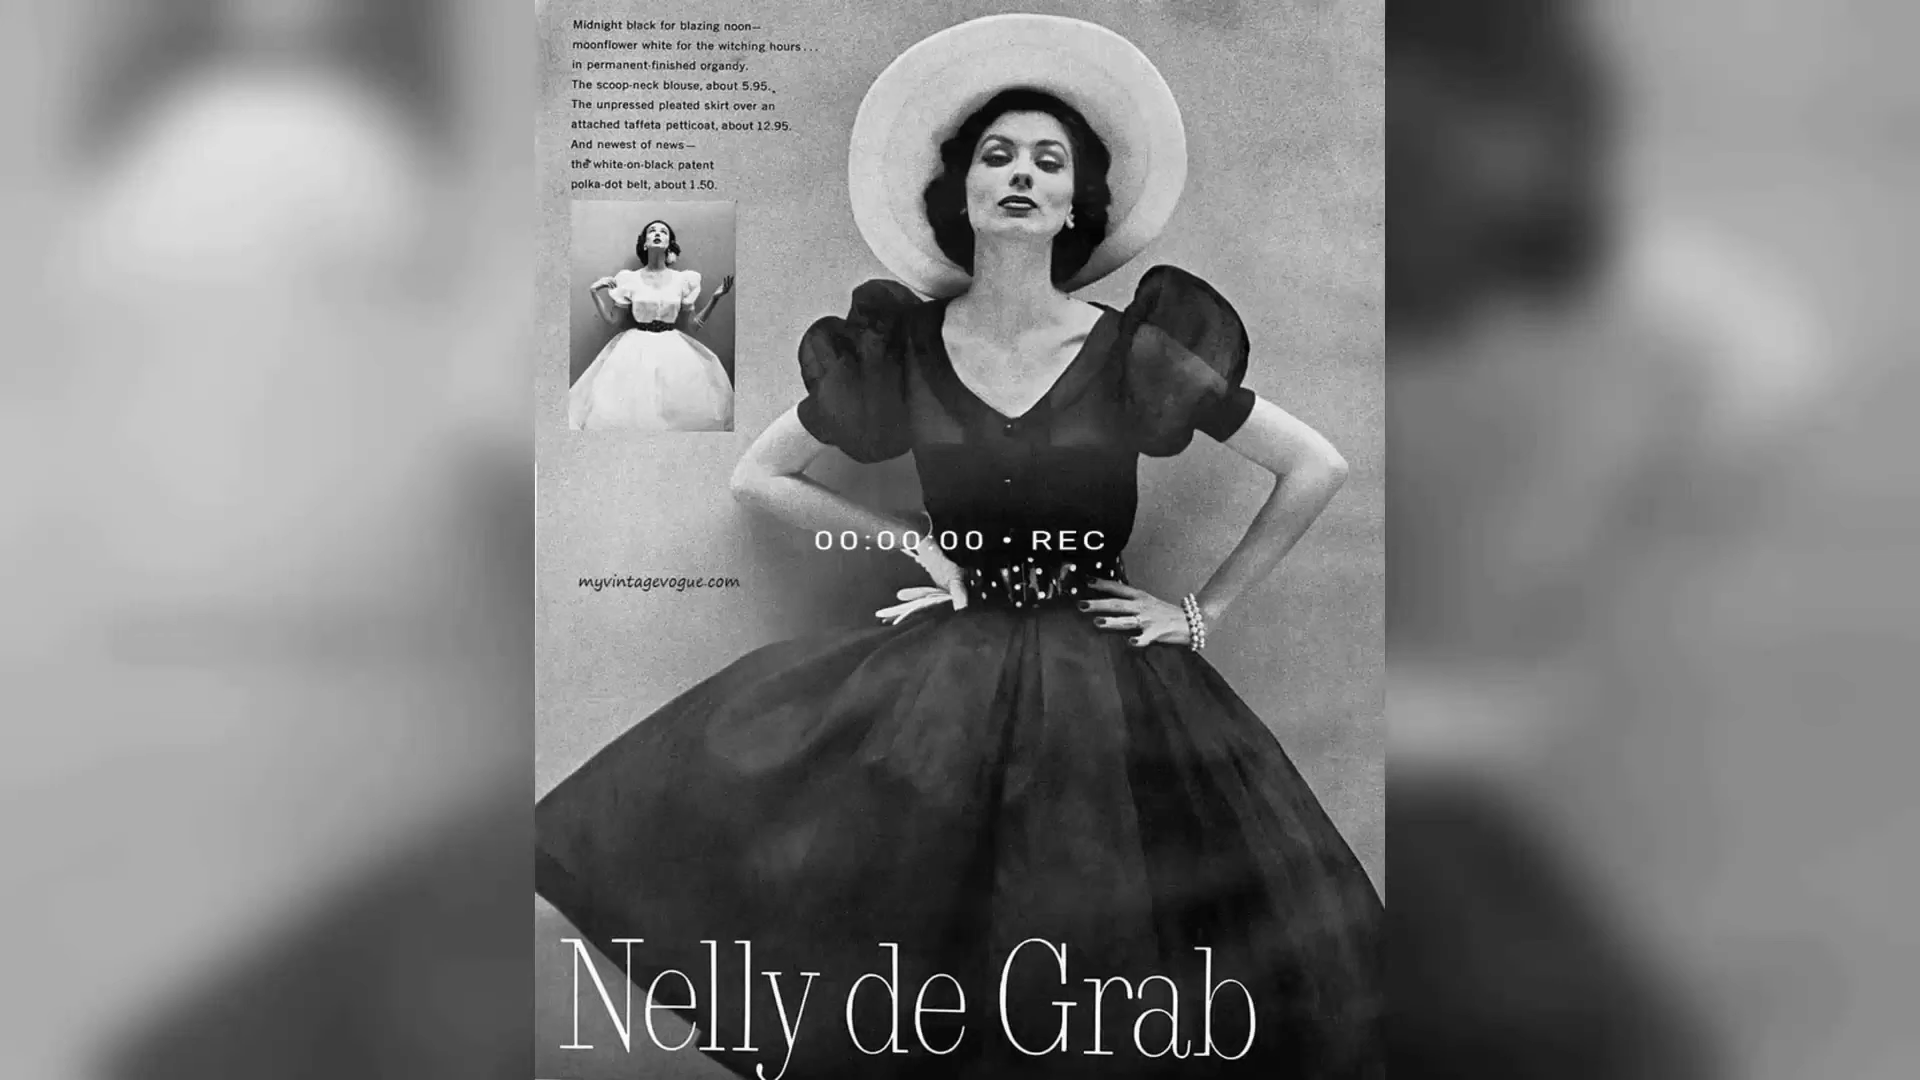 Midnight black for blazing noon—
moonflower white for the witching hours...
in permanent-finished organdy.
The scoop-neck blouse, about 5.95.
The unpressed pleated skirt over an
attached taffeta petticoat, about 12.95.
And newest of news—
the white-on-black patent
polka-dot belt, about 1.50.
00:00:00 • REC
myvintagevogue.com
Nelly de Grab